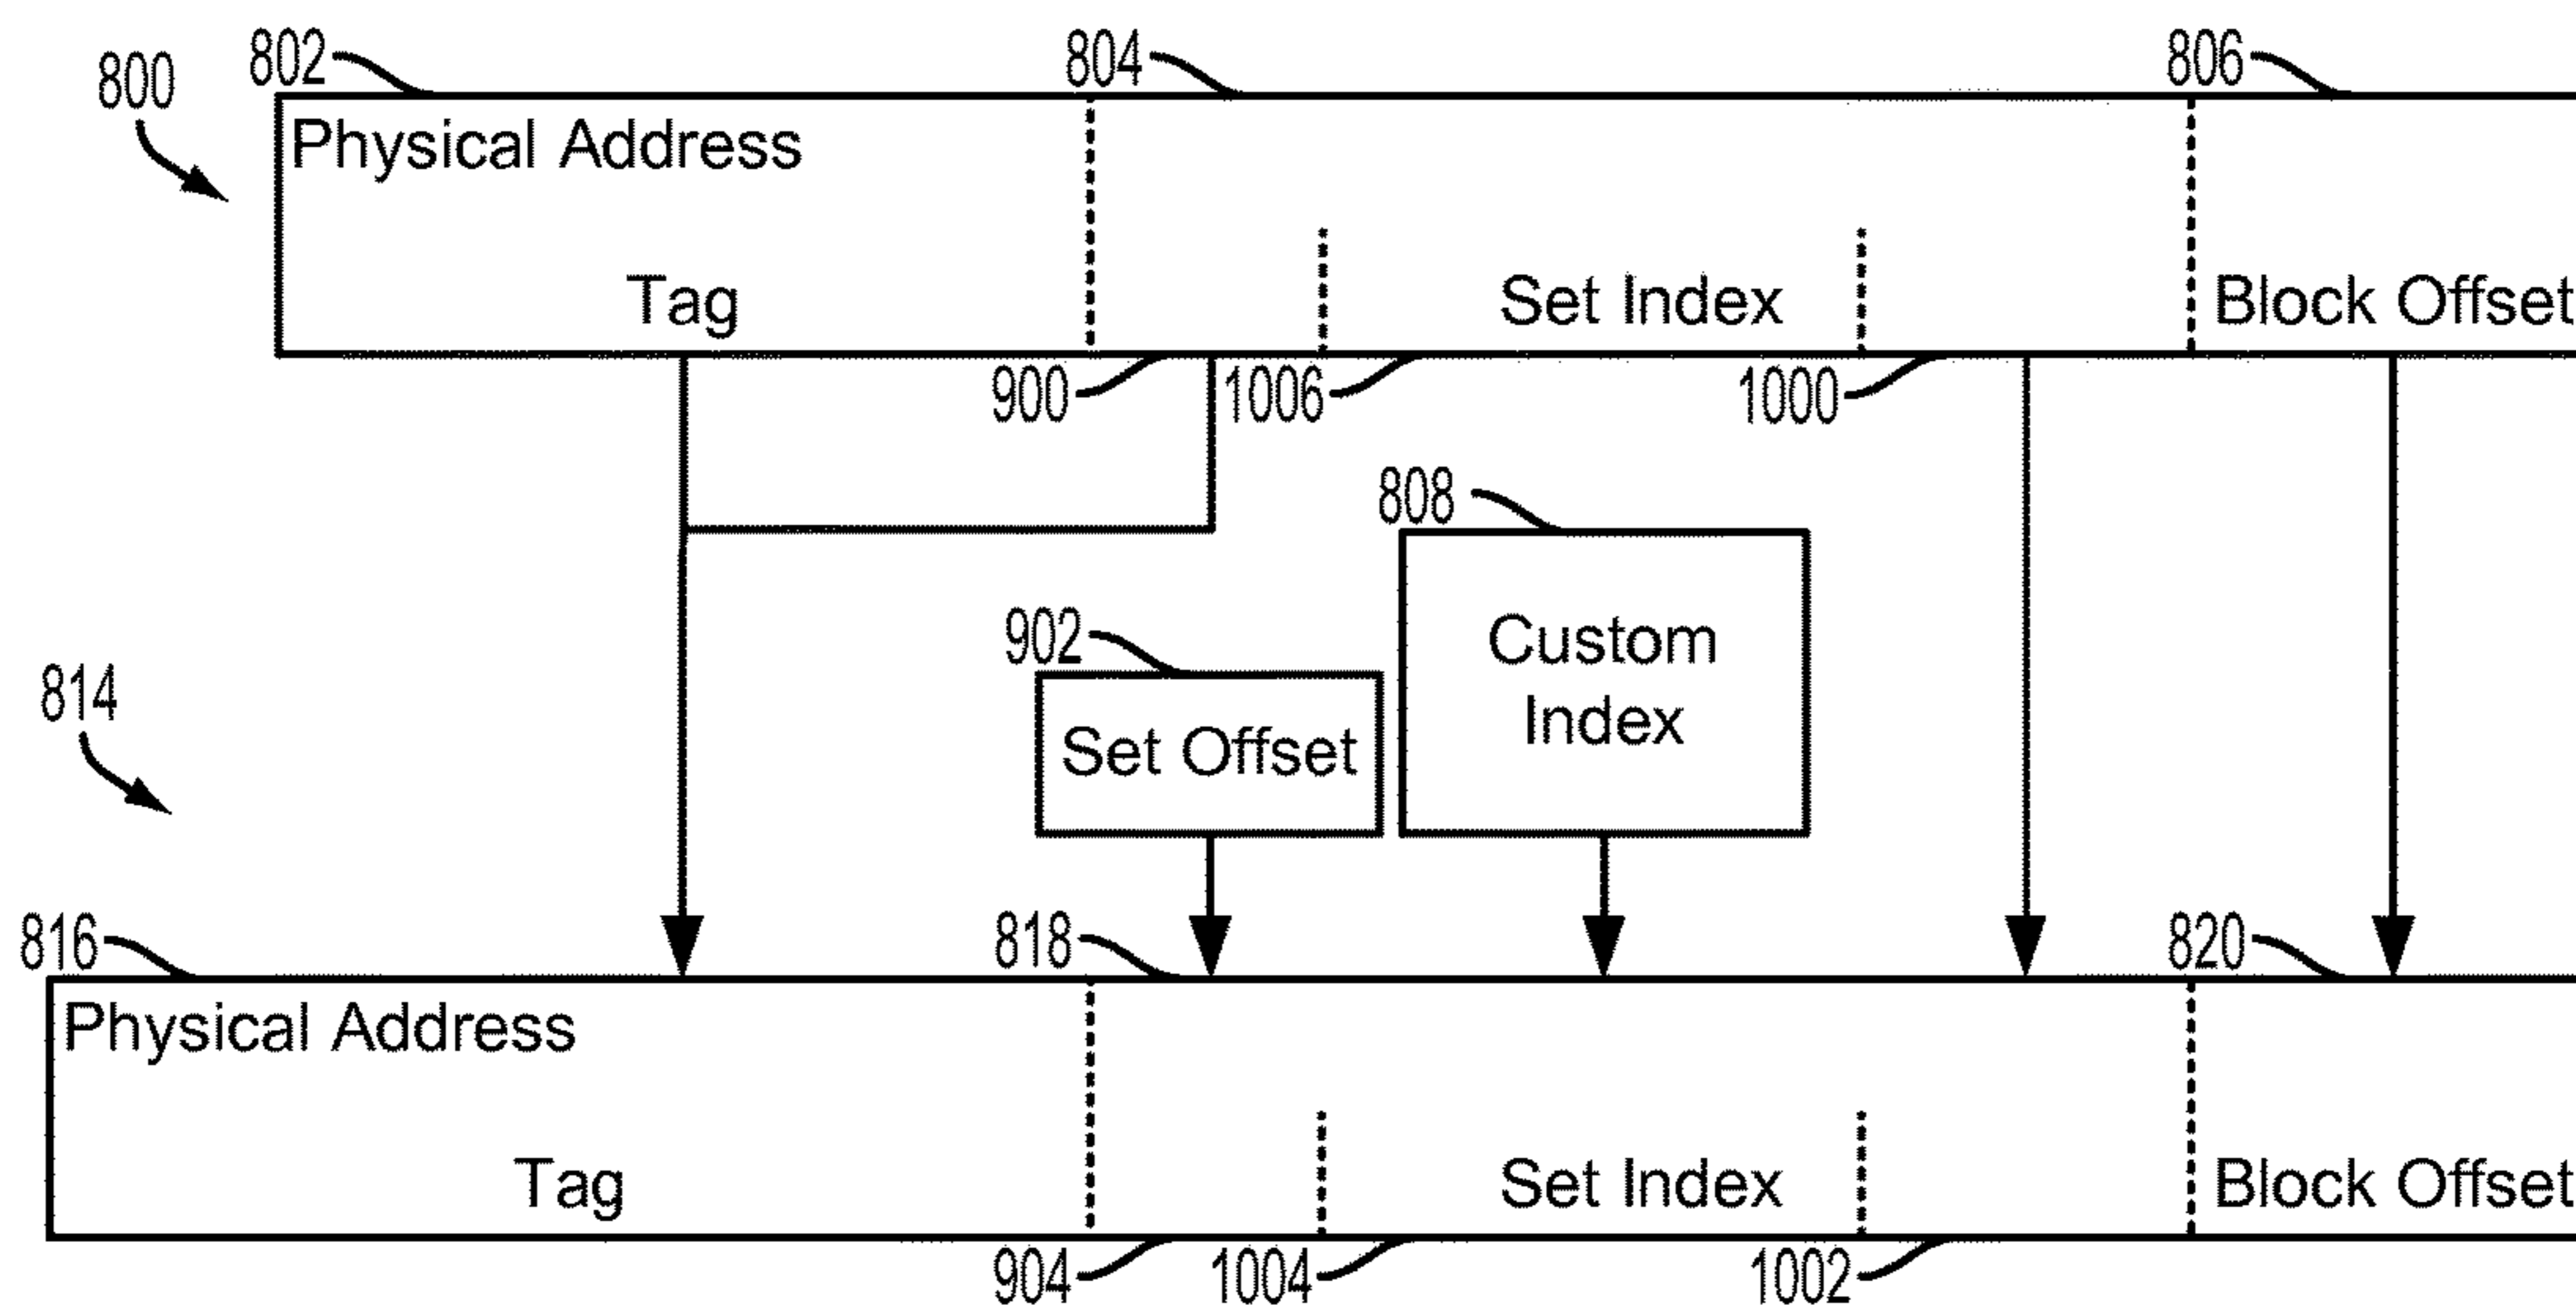 800
802
804
806
Physical Address
Tag
Set Index
Block Offset
900
1006
1000
808
Custom
Index
902
Set Offset
814
816
818
820
Physical Address
Tag
Set Index
Block Offset
904
1004
1002